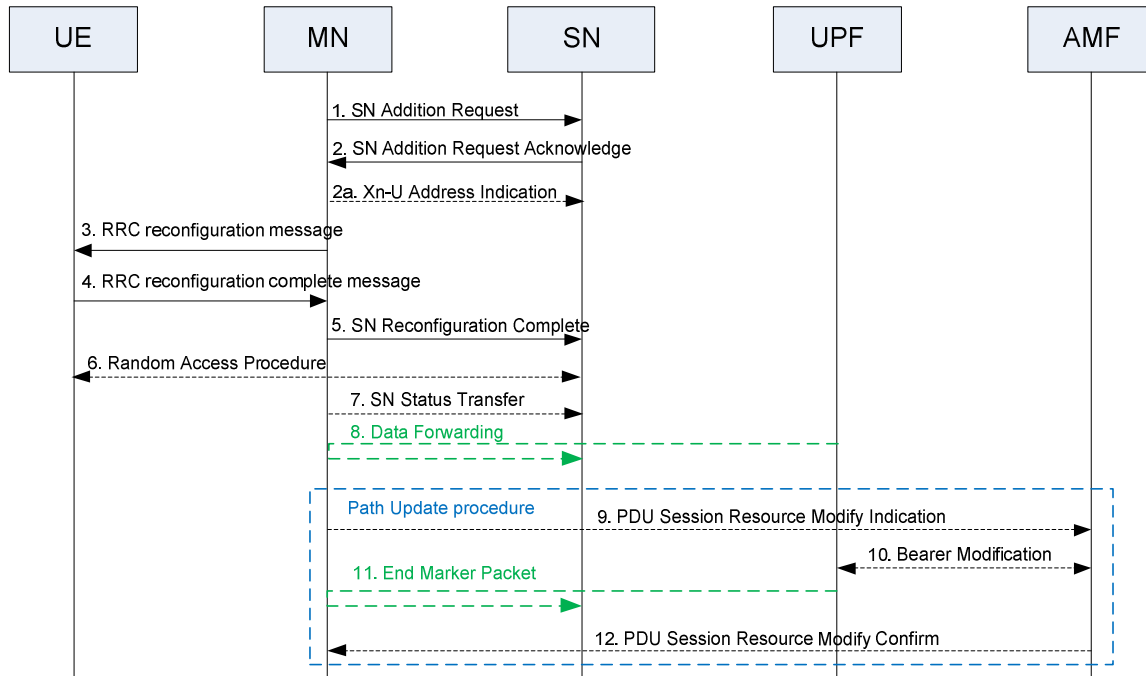 UE
MN
SN
UPF
AMF
1. SN Addition Request
2. SN Addition Request Acknowledge
2a. Xn-U Address Indication
3. RRC reconfiguration message
4. RRC reconfiguration complete message
5. SN Reconfiguration Complete
6. Random Access Procedure
7. SN Status Transfer
8. Data Forwarding
Path Update procedure
9. PDU Session Resource Modify Indication
10. Bearer Modification
11. End Marker Packet
12. PDU Session Resource Modify Confirm